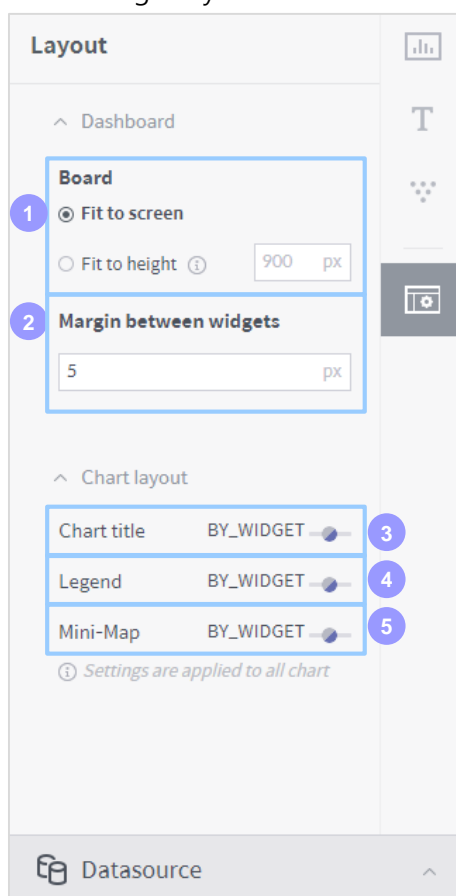 Layout
Dashboard
Board
1
Fit to screen
Fit to height 900 px
2
Margin between widgets
5 px
Chart layout
Chart title BY_WIDGET 3
Legend BY_WIDGET 4
Mini-Map BY_WIDGET 5
Settings are applied to all chart
Datasource
T